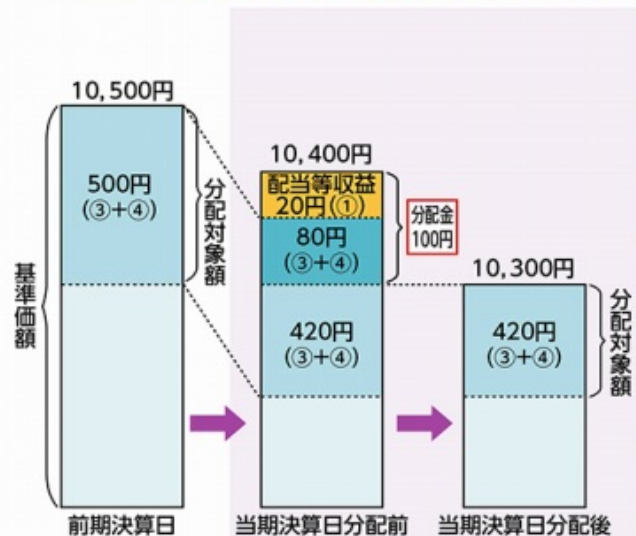 10,500円
500円
(③+④)
分配対象額
基準価額
前期決算日
10,400円
配当等収益
20円(①)
80円
(③+④)
分配金
100円
420円
(③+④)
当期決算日分配前
10,300円
420円
(③+④)
分配対象額
当期決算日分配後